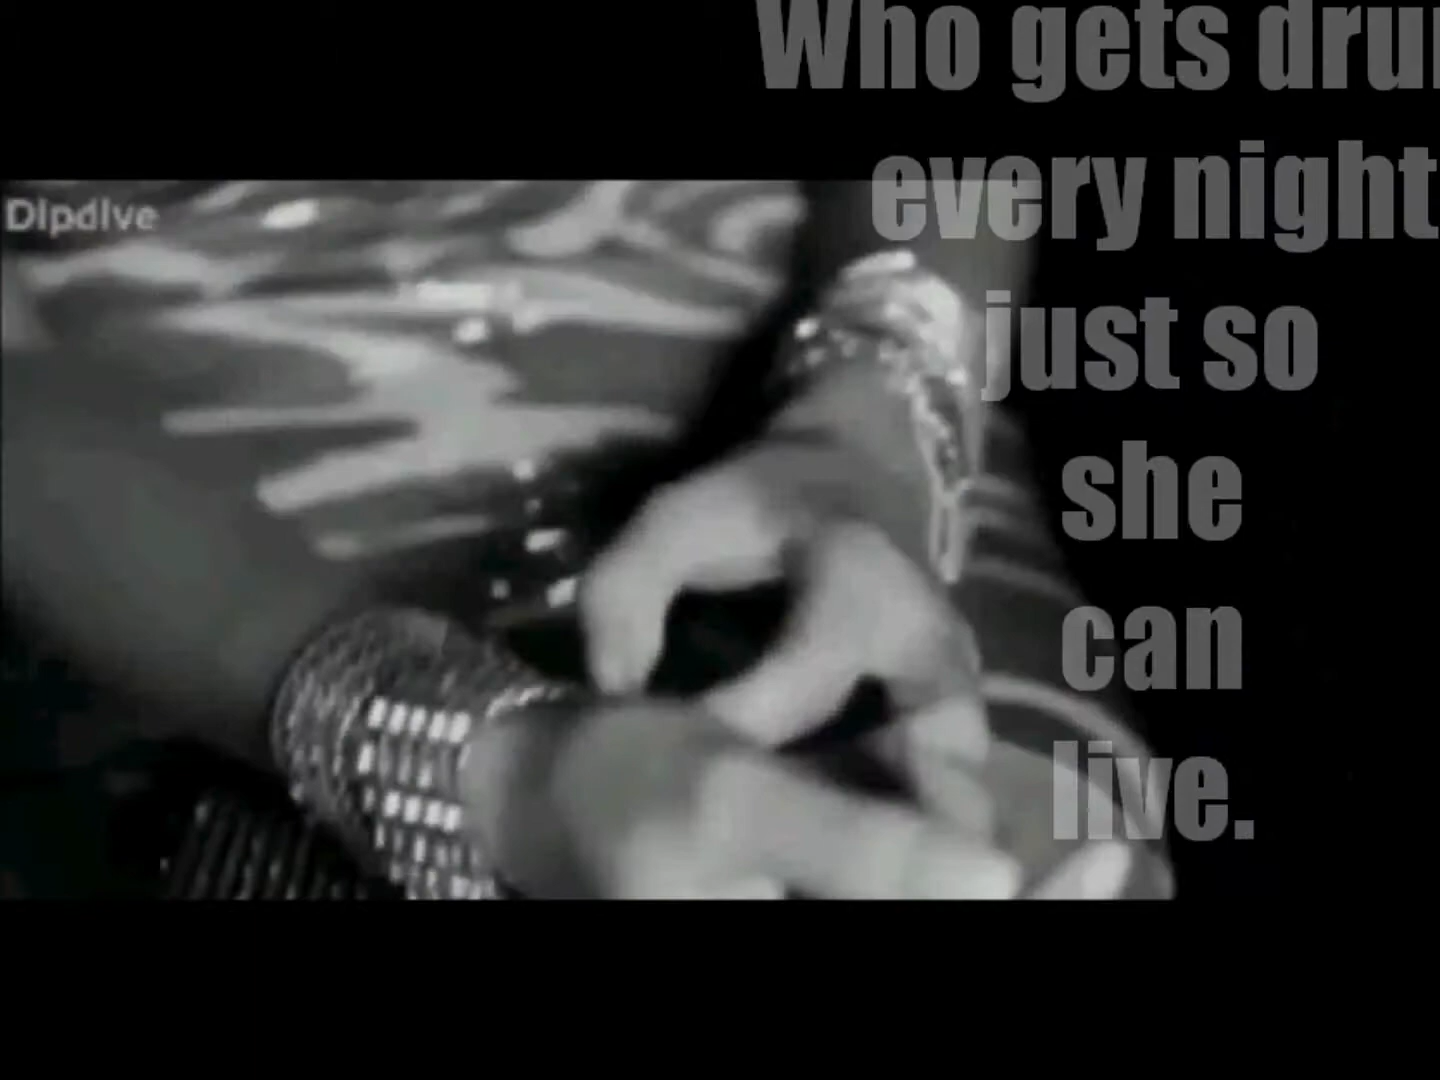 Who gets dru
every night
just so
she
can
live.
Dipdive